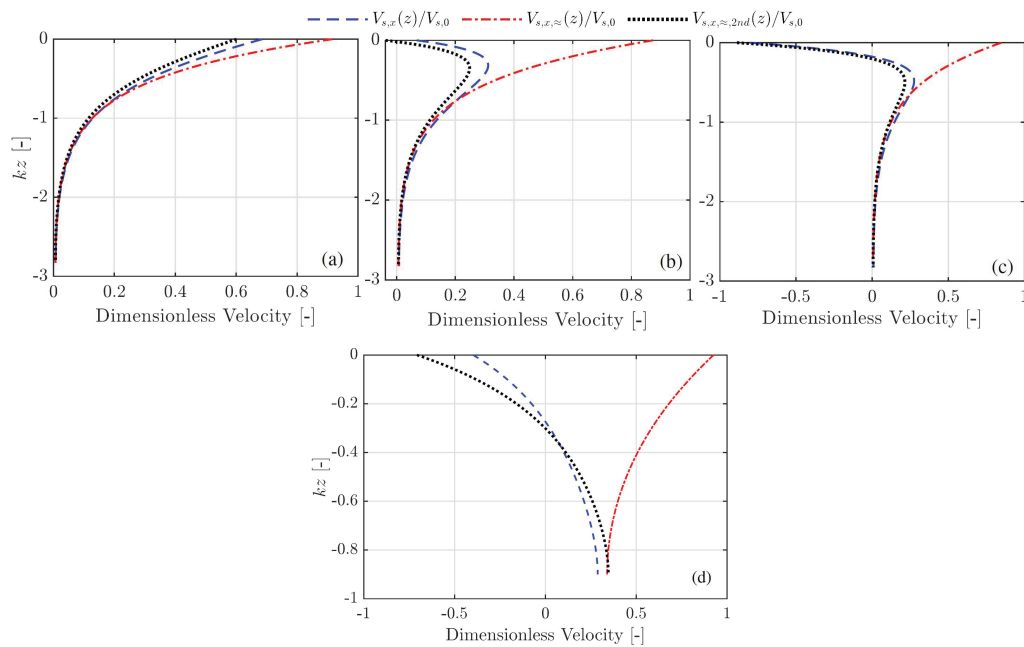 V_{s,x}(z)/V_{s,0} V_{s,x,≈}(z)/V_{s,0} V_{s,x,≈,2nd}(z)/V_{s,0}
0
-1
-2
-3
kz [-]
0 0.2 0.4 0.6 0.8 1
Dimensionless Velocity [-]
(a)
0
-1
-2
-3
0 0.2 0.4 0.6 0.8 1
Dimensionless Velocity [-]
(b)
0
-1
-2
-3
-1 -0.5 0 0.5 1
Dimensionless Velocity [-]
(c)
0
-0.2
-0.4
-0.6
-0.8
-1
kz [-]
-1 -0.5 0 0.5 1
Dimensionless Velocity [-]
(d)